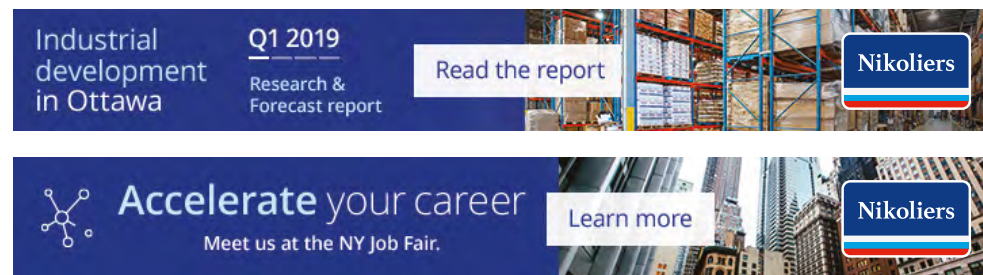 Industrial
development
in Ottawa
Q1 2019
Research &
Forecast report
Read the report
Nikoliers
Accelerate your career
Meet us at the NY Job Fair.
Learn more
Nikoliers